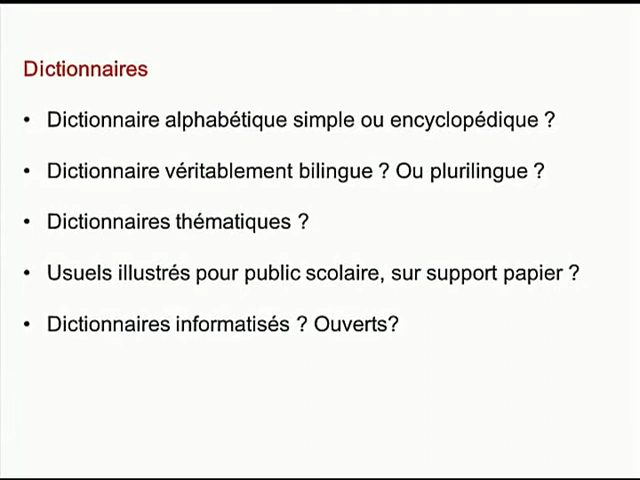 Dictionnaires
• Dictionnaire alphabétique simple ou encyclopédique ?
• Dictionnaire véritablement bilingue ? Ou plurilingue ?
• Dictionnaires thématiques ?
• Usuels illustrés pour public scolaire, sur support papier ?
• Dictionnaires informatisés ? Ouverts?